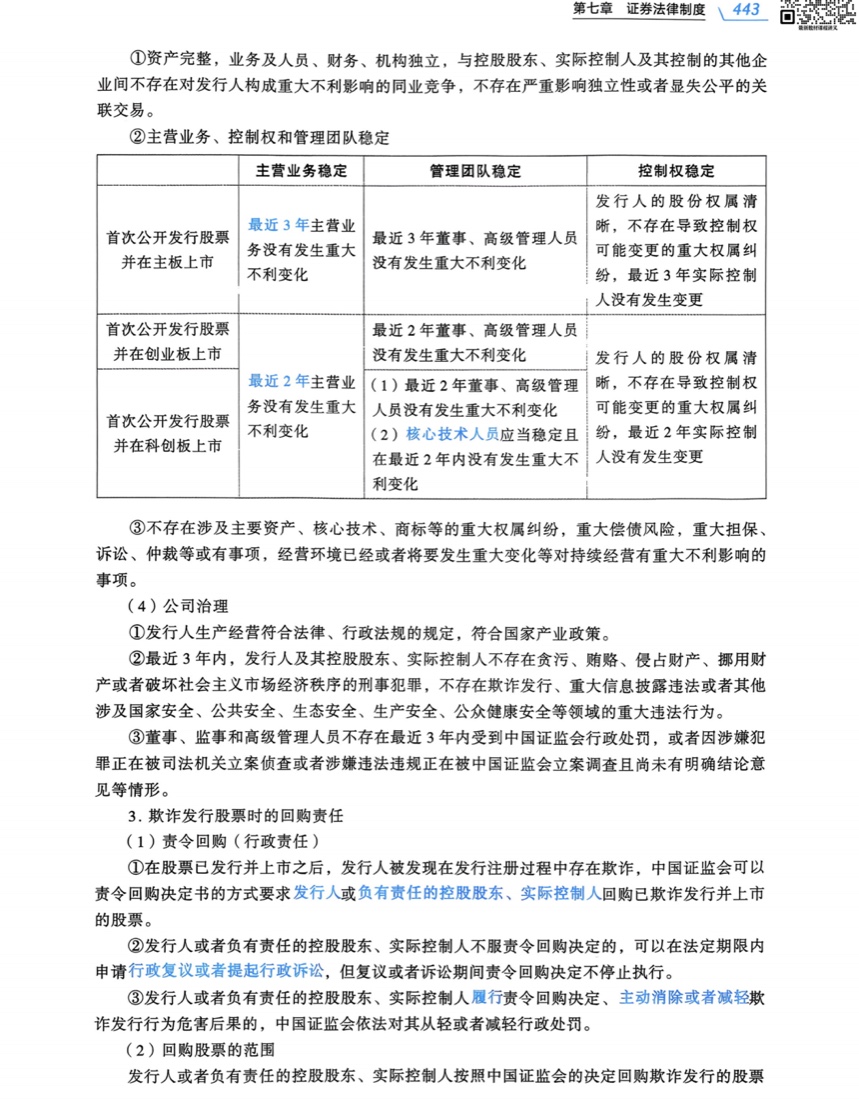 第七章 证券法律制度 443
①资产完整，业务及人员、财务、机构独立，与控股股东、实际控制人及其控制的其他企
业间不存在对发行人构成重大不利影响的同业竞争，不存在严重影响独立性或者显失公平的关
联交易。
②主营业务、控制权和管理团队稳定
主营业务稳定 管理团队稳定 控制权稳定
首次公开发行股票
并在主板上市
最近 3 年主营业
务没有发生重大
不利变化
最近 3 年董事、高级管理人员
没有发生重大不利变化
发行人的股份权属清
晰，不存在导致控制权
可能变更的重大权属纠
纷，最近 3 年实际控制
人没有发生变更
首次公开发行股票
并在创业板上市
最近 2 年主营业
务没有发生重大
不利变化
最近 2 年董事、高级管理人员
没有发生重大不利变化
发行人的股份权属清
晰，不存在导致控制权
可能变更的重大权属纠
纷，最近 2 年实际控制
人没有发生变更
首次公开发行股票
并在科创板上市
（1）最近 2 年董事、高级管理
人员没有发生重大不利变化
（2）核心技术人员应当稳定且
在最近 2 年内没有发生重大不
利变化
③不存在涉及主要资产、核心技术、商标等的重大权属纠纷，重大偿债风险，重大担保、
诉讼、仲裁等或有事项，经营环境已经或者将要发生重大变化等对持续经营有重大不利影响的
事项。
（4）公司治理
①发行人生产经营符合法律、行政法规的规定，符合国家产业政策。
②最近 3 年内，发行人及其控股股东、实际控制人不存在贪污、贿赂、侵占财产、挪用财
产或者破坏社会主义市场经济秩序的刑事犯罪，不存在欺诈发行、重大信息披露违法或者其他
涉及国家安全、公共安全、生态安全、生产安全、公众健康安全等领域的重大违法行为。
③董事、监事和高级管理人员不存在最近 3 年内受到中国证监会行政处罚，或者因涉嫌犯
罪正在被司法机关立案侦查或者涉嫌违法违规正在被中国证监会立案调查且尚未有明确结论意
见等情形。
3. 欺诈发行股票时的回购责任
（1）责令回购（行政责任）
①在股票已发行并上市之后，发行人被发现在发行注册过程中存在欺诈，中国证监会可以
责令回购决定书的方式要求发行人或负有责任的控股股东、实际控制人回购已欺诈发行并上市
的股票。
②发行人或者负有责任的控股股东、实际控制人不服责令回购决定的，可以在法定期限内
申请行政复议或者提起行政诉讼，但复议或者诉讼期间责令回购决定不停止执行。
③发行人或者负有责任的控股股东、实际控制人履行责令回购决定、主动消除或者减轻欺
诈发行行为危害后果的，中国证监会依法对其从轻或者减轻行政处罚。
（2）回购股票的范围
发行人或者负有责任的控股股东、实际控制人按照中国证监会的决定回购欺诈发行的股票